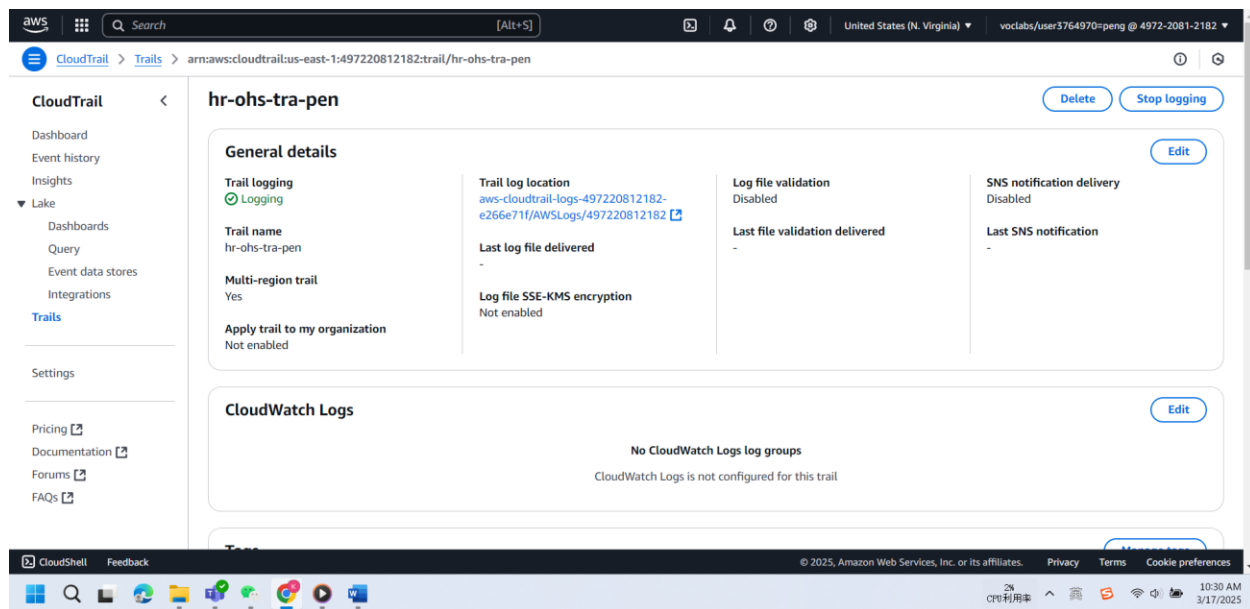 aws
Search
[Alt+S]
United States (N. Virginia)
voclabs/user3764970=peng @ 4972-2081-2182
CloudTrail > Trails > arn:aws:cloudtrail:us-east-1:497220812182:trail/hr-ohs-tra-pen
CloudTrail
Dashboard
Event history
Insights
Lake
Dashboards
Query
Event data stores
Integrations
Trails
Settings
Pricing
Documentation
Forums
FAQs
hr-ohs-tra-pen
Delete
Stop logging
General details
Edit
Trail logging
Logging
Trail name
hr-ohs-tra-pen
Multi-region trail
Yes
Apply trail to my organization
Not enabled
Trail log location
aws-cloudtrail-logs-497220812182-
e266e71f/AWSLogs/497220812182
Last log file delivered
-
Log file SSE-KMS encryption
Not enabled
Log file validation
Disabled
Last file validation delivered
-
SNS notification delivery
Disabled
Last SNS notification
-
CloudWatch Logs
Edit
No CloudWatch Logs log groups
CloudWatch Logs is not configured for this trail
Tags
Manage tags
CloudShell
Feedback
© 2025, Amazon Web Services, Inc. or its affiliates.
Privacy
Terms
Cookie preferences
2%
CPU利用率
英
10:30 AM
3/17/2025